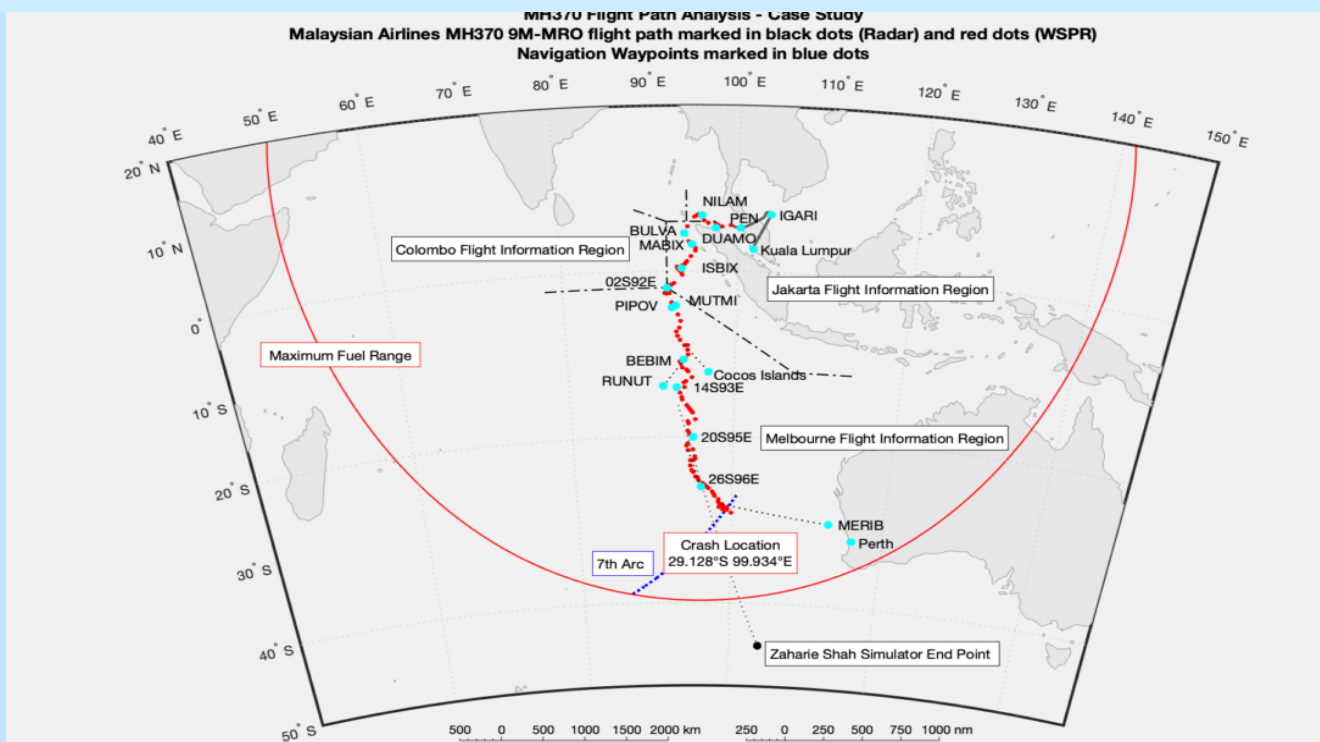 MH370 Flight Path Analysis - Case Study
Malaysian Airlines MH370 9M-MRO flight path marked in black dots (Radar) and red dots (WSPR)
Navigation Waypoints marked in blue dots
40° E
50° E
60° E
70° E
80° E
90° E
100° E
110° E
120° E
130° E
140° E
150° E
20° N
10° N
0°
10° S
20° S
30° S
40° S
50° S
NILAM
PEN
IGARI
BULVA
DUAMO
MABIX
Kuala Lumpur
Colombo Flight Information Region
ISBIX
02S92E
Jakarta Flight Information Region
PIPOV
MUTMI
Maximum Fuel Range
BEBIM
Cocos Islands
RUNUT
14S93E
20S95E
Melbourne Flight Information Region
26S96E
MERIB
Perth
Crash Location
29.128°S 99.934°E
7th Arc
Zaharie Shah Simulator End Point
500 0 500 1000 1500 2000 km
250 0 250 500 1000 nm